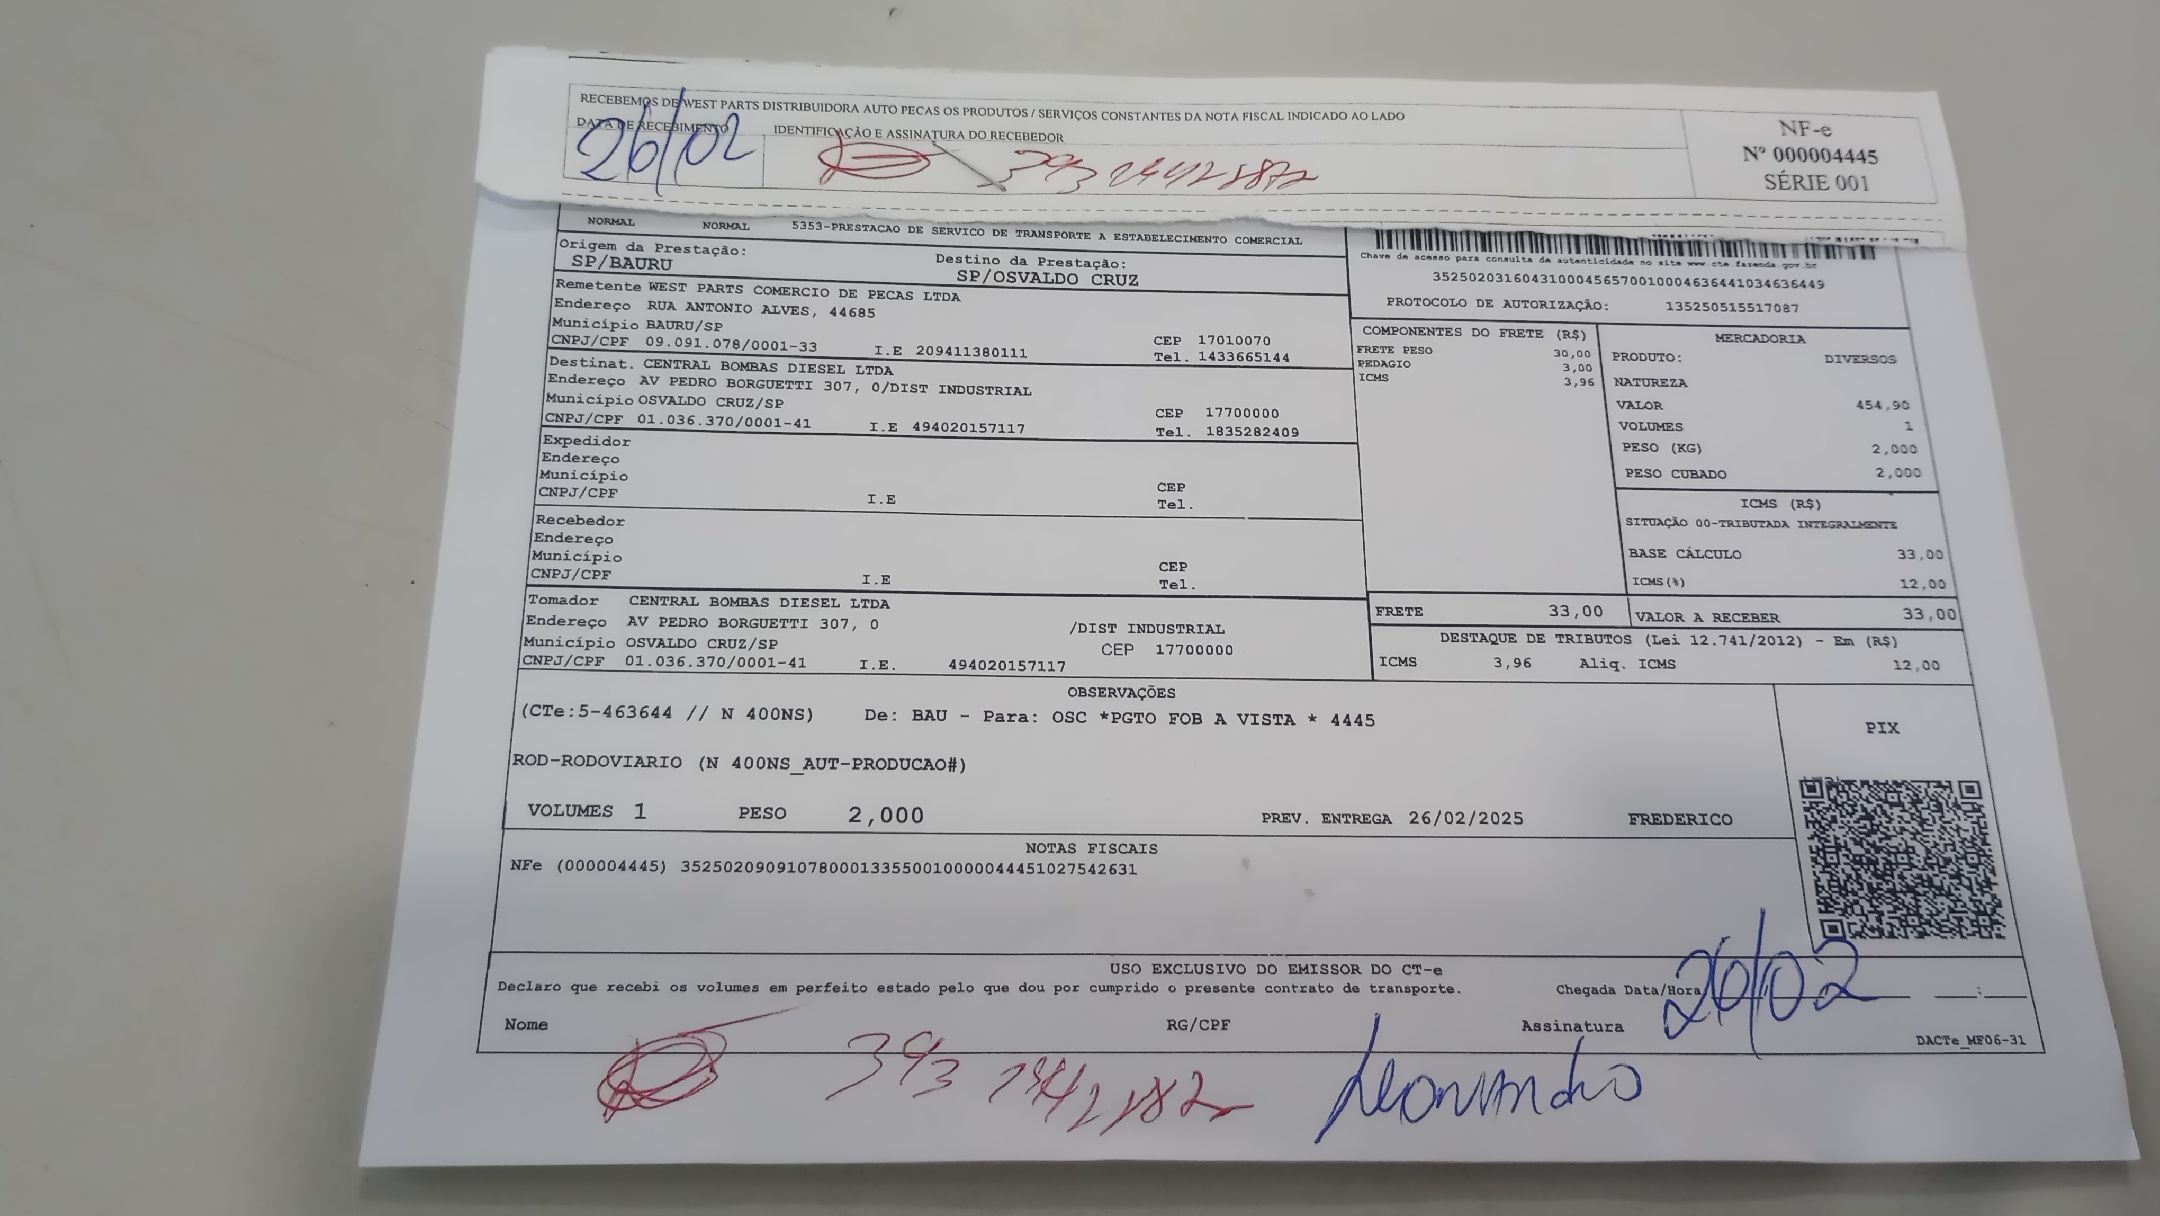 RECEBEMOS DE WEST PARTS DISTRIBUIDORA AUTO PECAS OS PRODUTOS / SERVIÇOS CONSTANTES DA NOTA FISCAL INDICADO AO LADO
DATA DE RECEBIMENTO IDENTIFICAÇÃO E ASSINATURA DO RECEBEDOR
26/02
NF-e
Nº 000004445
SÉRIE 001
NORMAL NORMAL 5353-PRESTACAO DE SERVICO DE TRANSPORTE A ESTABELECIMENTO COMERCIAL
Origem da Prestação: Destino da Prestação:
SP/BAURU SP/OSVALDO CRUZ
Chave de acesso para consulta de autenticidade no site www.cte.fazenda.gov.br
35250203160431000456570010004636441034636449
PROTOCOLO DE AUTORIZAÇÃO: 135250515517087
Remetente WEST PARTS COMERCIO DE PECAS LTDA
Endereço RUA ANTONIO ALVES, 44685
Município BAURU/SP CEP 17010070
CNPJ/CPF 09.091.078/0001-33 I.E 209411380111 Tel. 1433665144
Destinat. CENTRAL BOMBAS DIESEL LTDA
Endereço AV PEDRO BORGUETTI 307, 0/DIST INDUSTRIAL
Município OSVALDO CRUZ/SP CEP 17700000
CNPJ/CPF 01.036.370/0001-41 I.E 494020157117 Tel. 1835282409
Expedidor
Endereço
Município CEP
CNPJ/CPF I.E Tel.
Recebedor
Endereço
Município CEP
CNPJ/CPF I.E Tel.
Tomador CENTRAL BOMBAS DIESEL LTDA
Endereço AV PEDRO BORGUETTI 307, 0 /DIST INDUSTRIAL
Município OSVALDO CRUZ/SP CEP 17700000
CNPJ/CPF 01.036.370/0001-41 I.E. 494020157117
COMPONENTES DO FRETE (R$)
FRETE PESO 30,00
PEDAGIO 3,00
ICMS 3,96
MERCADORIA
PRODUTO: DIVERSOS
NATUREZA
VALOR 454,90
VOLUMES 1
PESO (KG) 2,000
PESO CUBADO 2,000
ICMS (R$)
SITUAÇÃO 00-TRIBUTADA INTEGRALMENTE
BASE CÁLCULO 33,00
ICMS(%) 12,00
FRETE 33,00 VALOR A RECEBER 33,00
DESTAQUE DE TRIBUTOS (Lei 12.741/2012) - Em (R$)
ICMS 3,96 Aliq. ICMS 12,00
OBSERVAÇÕES
(CTe:5-463644 // N 400NS) De: BAU - Para: OSC *PGTO FOB A VISTA * 4445
ROD-RODOVIARIO (N 400NS_AUT-PRODUCAO#)
PIX
VOLUMES 1 PESO 2,000 PREV. ENTREGA 26/02/2025 FREDERICO
NOTAS FISCAIS
NFe (000004445) 35250209091078000133550010000044451027542631
USO EXCLUSIVO DO EMISSOR DO CT-e
Declaro que recebi os volumes em perfeito estado pelo que dou por cumprido o presente contrato de transporte. Chegada Data/Hora 26/02
Nome RG/CPF Assinatura
DACTe_MF06-31